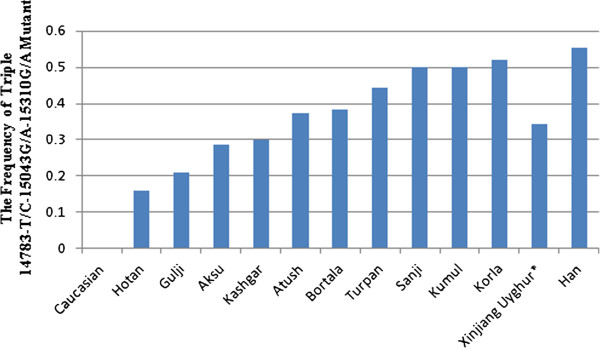 The Frequency of Triple
14783-T/C-15043G/A-15310G/A Mutant
0.6
0.5
0.4
0.3
0.2
0.1
0
Caucasian
Hotan
Gulji
Aksu
Kashgar
Atush
Bortala
Turpan
Sanji
Kumul
Korla
Xinjiang Uyghur*
Han